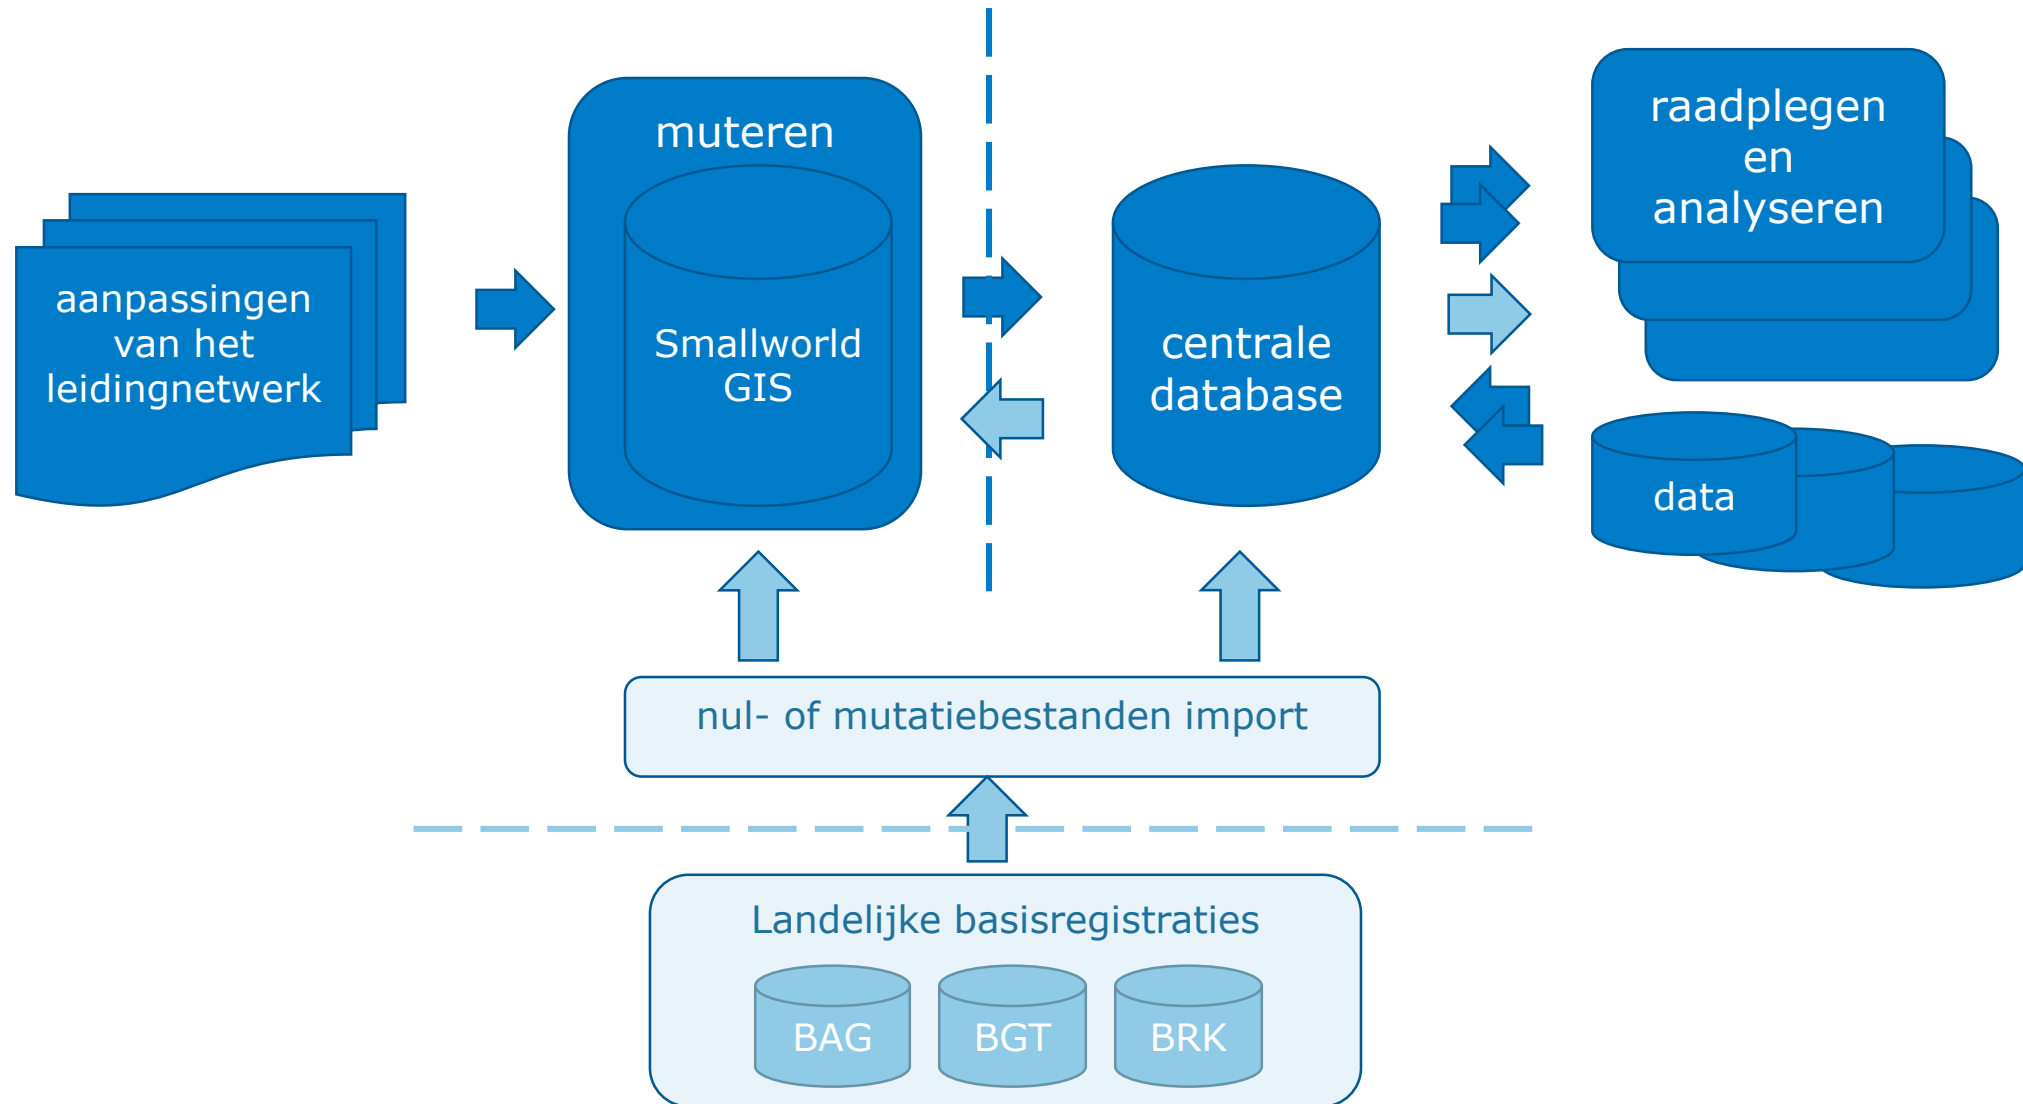 aanpassingen
van het
leidingnetwerk
muteren
Smallworld
GIS
centrale
database
raadplegen
en
analyseren
data
nul- of mutatiebestanden import
Landelijke basisregistraties
BAG
BGT
BRK